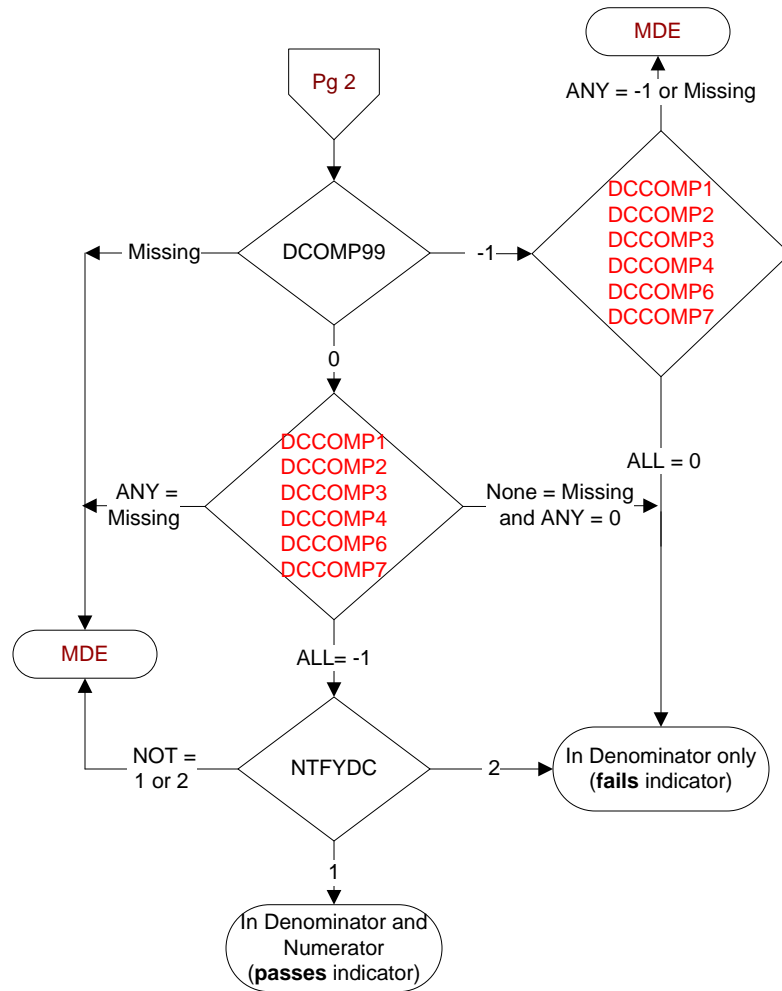 MDE
Pg 2
ANY = -1 or Missing
DCCOMP1
DCCOMP2
DCCOMP3
DCCOMP4
DCCOMP6
DCCOMP7
Missing
DCOMP99
-1
0
ALL = 0
DCCOMP1
DCCOMP2
DCCOMP3
DCCOMP4
DCCOMP6
DCCOMP7
ANY =
Missing
None = Missing
and ANY = 0
MDE
ALL= -1
NOT =
1 or 2
NTFYDC
2
In Denominator only
(fails indicator)
1
In Denominator and
Numerator
(passes indicator)